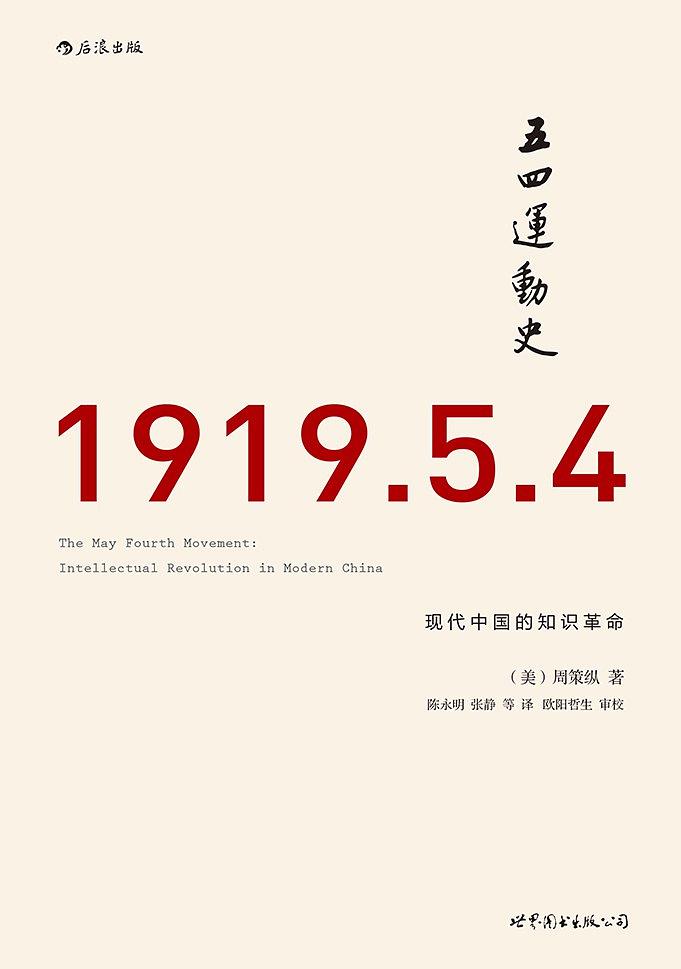 后浪出版
五四運動史
1919.5.4
The May Fourth Movement:
Intellectual Revolution in Modern China
现代中国的知识革命
（美）周策纵 著
陈永明 张静 等 译 欧阳哲生 审校
世界图书出版公司